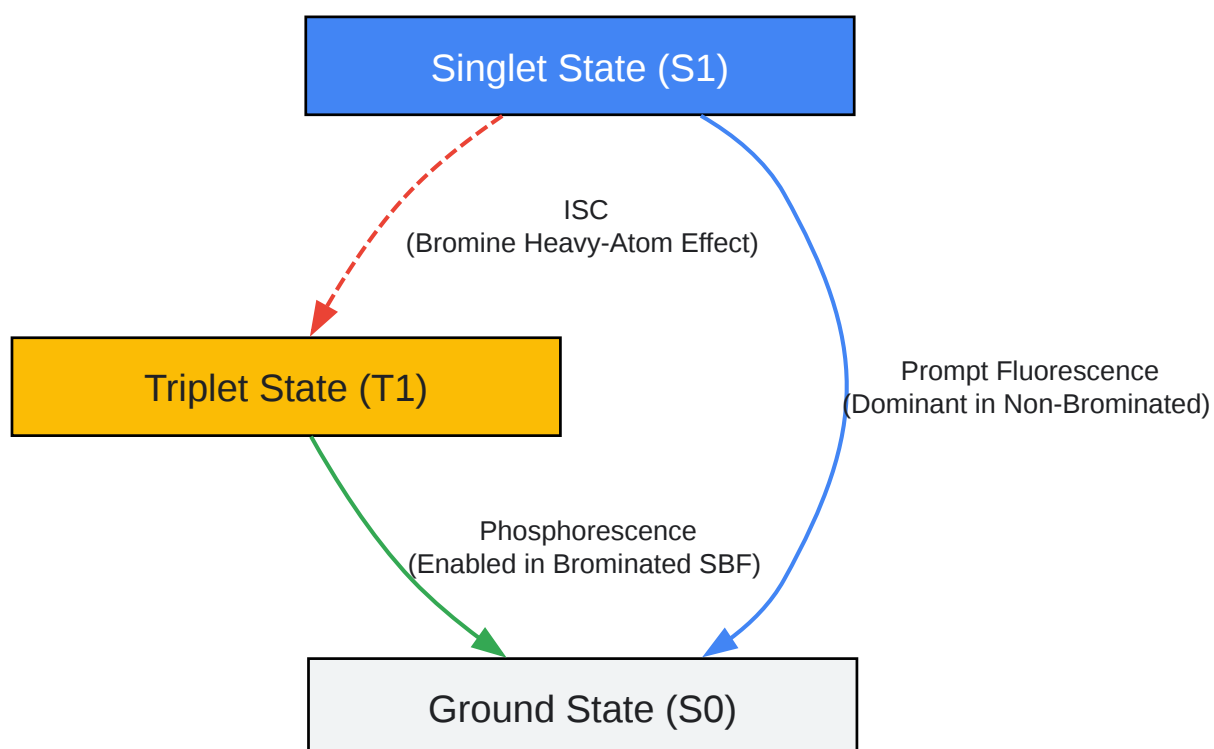 Singlet State (S1)
ISC
(Bromine Heavy-Atom Effect)
Triplet State (T1)
Prompt Fluorescence
(Dominant in Non-Brominated)
Phosphorescence
(Enabled in Brominated SBF)
Ground State (S0)